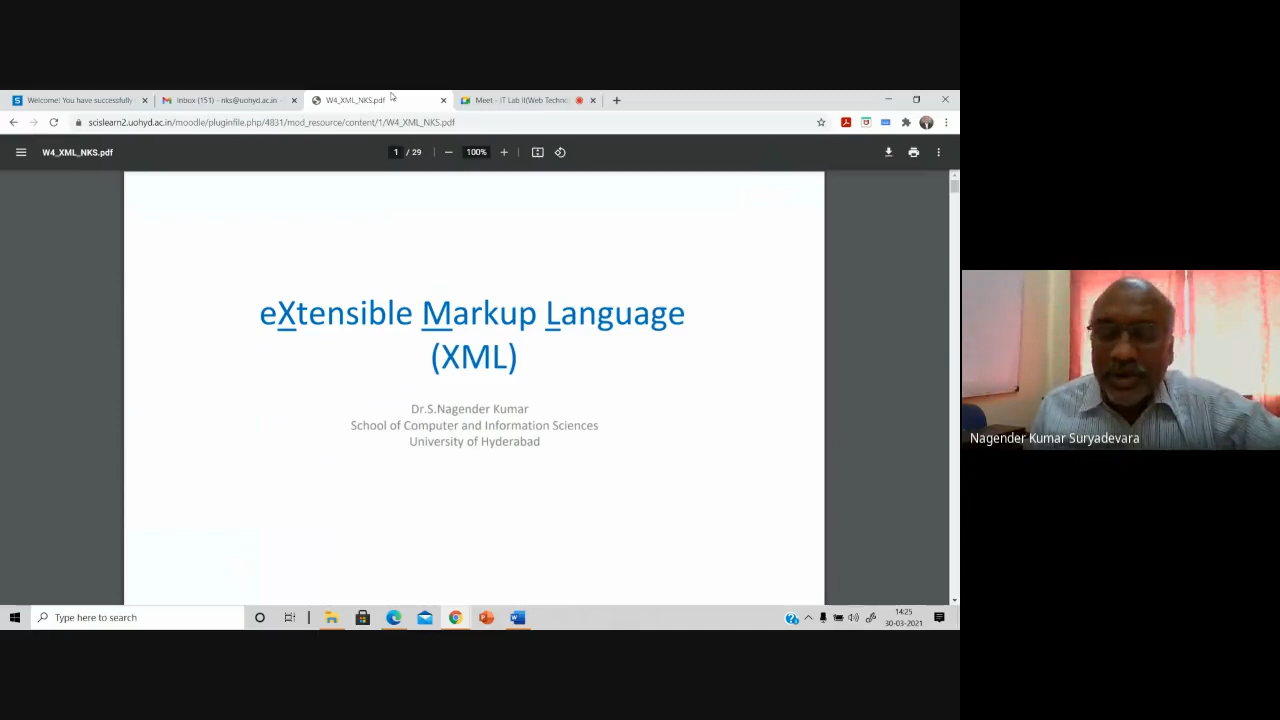 Welcome! You have successfully
Inbox (151) - nks@uohyd.ac.in -
W4_XML_NKS.pdf
Meet - IT Lab II(Web Techno
scislearn2.uohyd.ac.in/moodle/pluginfile.php/4831/mod_resource/content/1/W4_XML_NKS.pdf
W4_XML_NKS.pdf
1 / 29
100%
eXtensible Markup Language
(XML)
Dr.S.Nagender Kumar
School of Computer and Information Sciences
University of Hyderabad
Nagender Kumar Suryadevara
Type here to search
14:25
30-03-2021